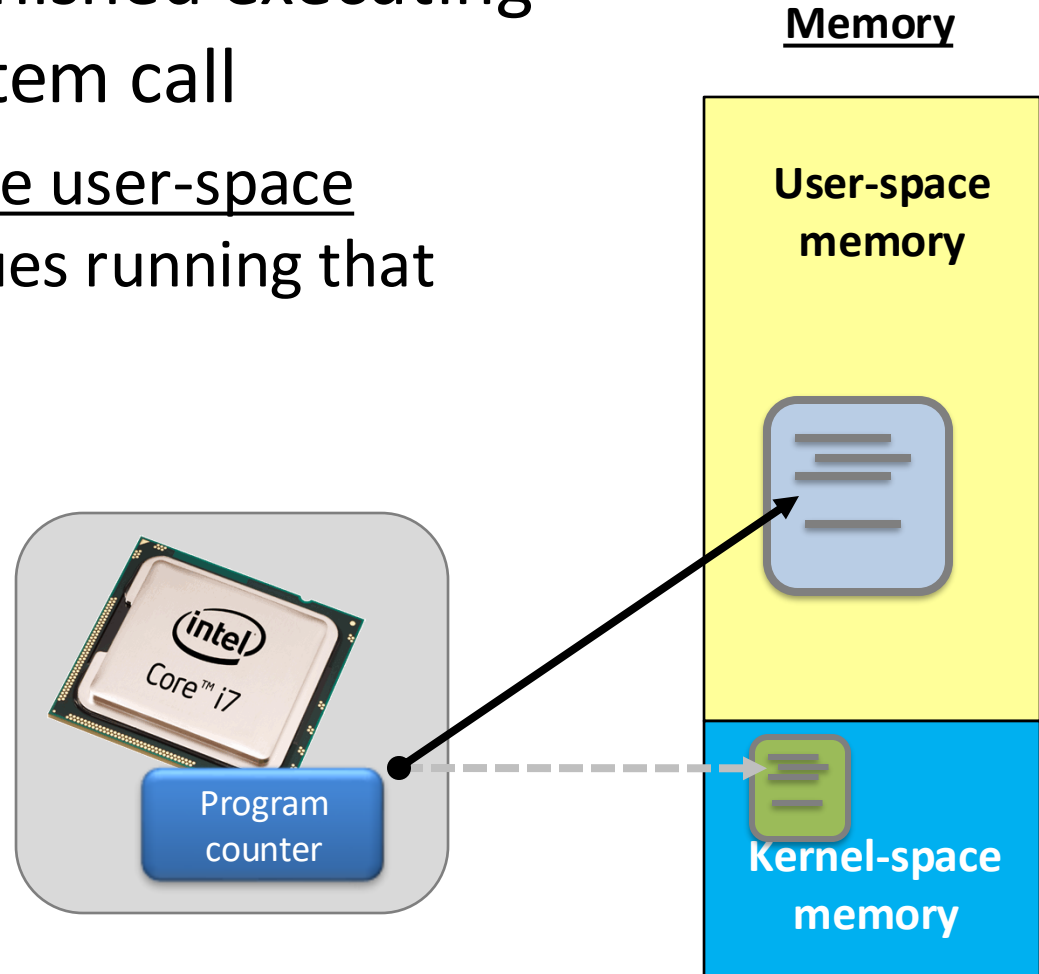 tem call
e user-space
ues running that
Memory
User-space
memory
intel
Core™ i7
Program
counter
Kernel-space
memory